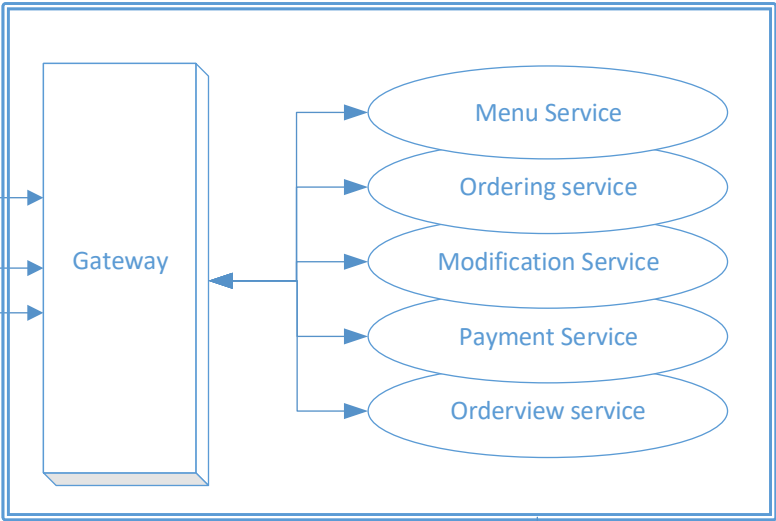 Menu Service
Ordering service
Gateway
Modification Service
Payment Service
Orderview service